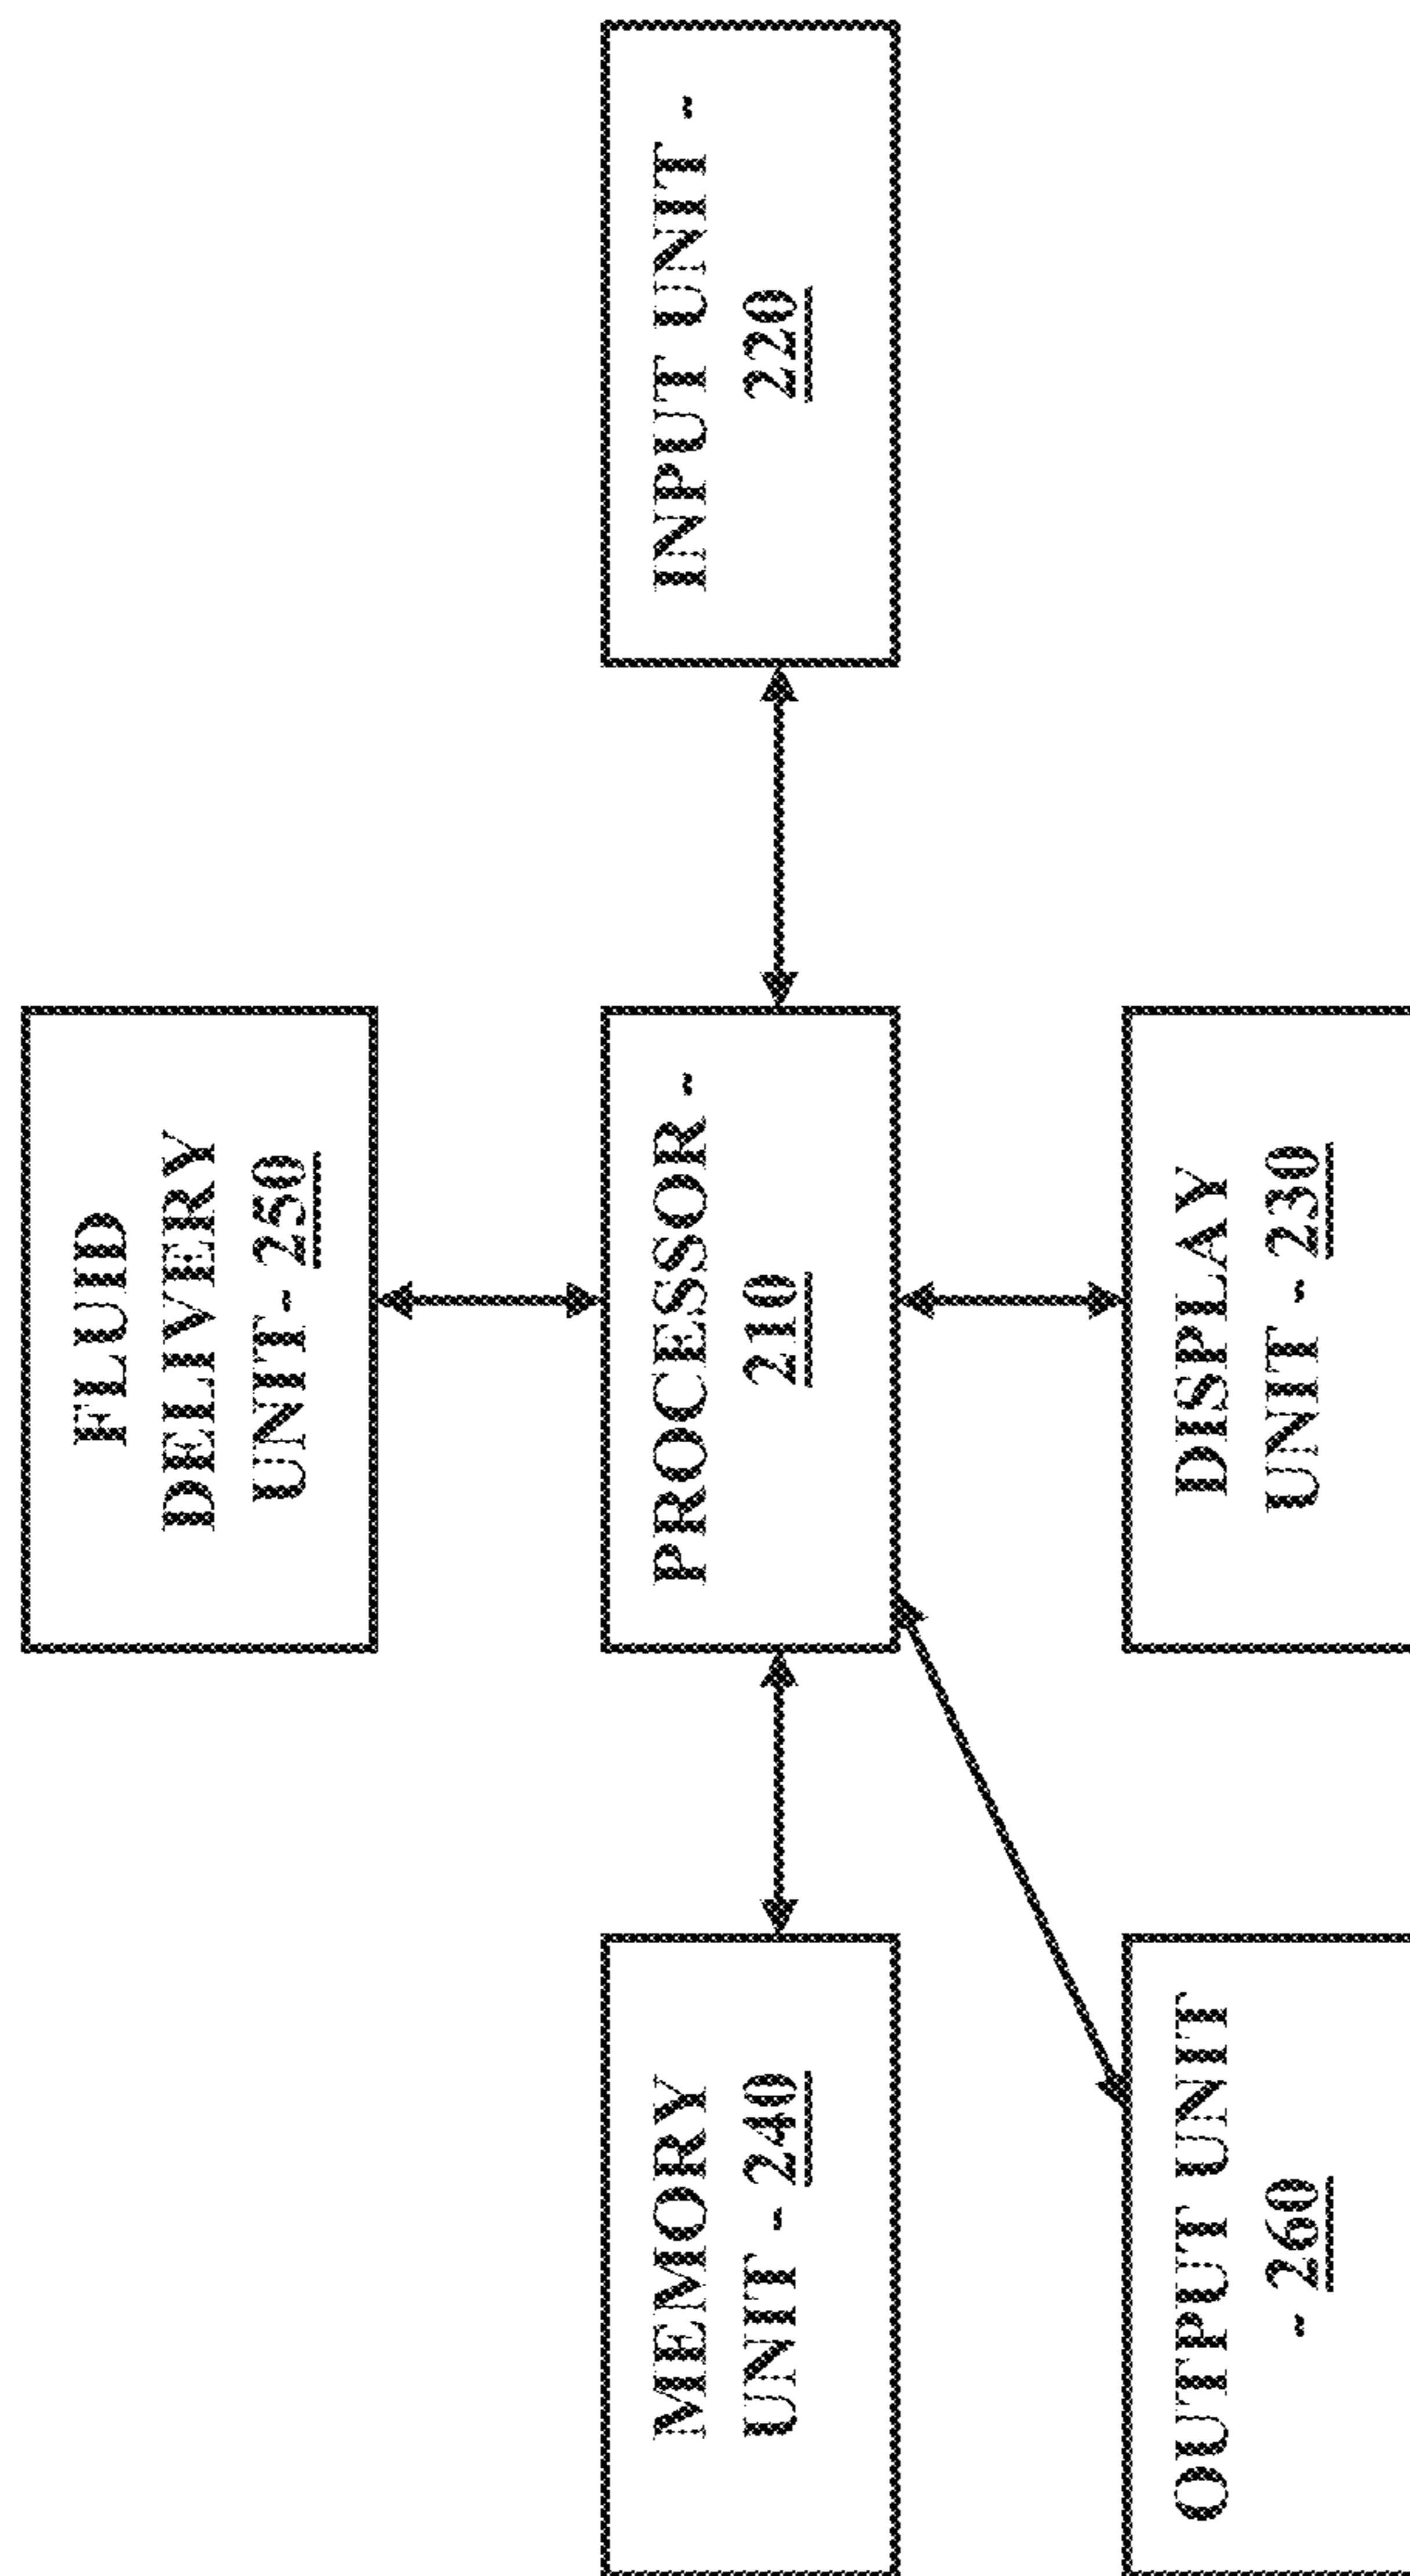 FLUID
DELIVERY
UNIT - 250
MEMORY
UNIT - 240
PROCESSOR -
210
INPUT UNIT -
220
OUTPUT UNIT
- 260
DISPLAY
UNIT - 230